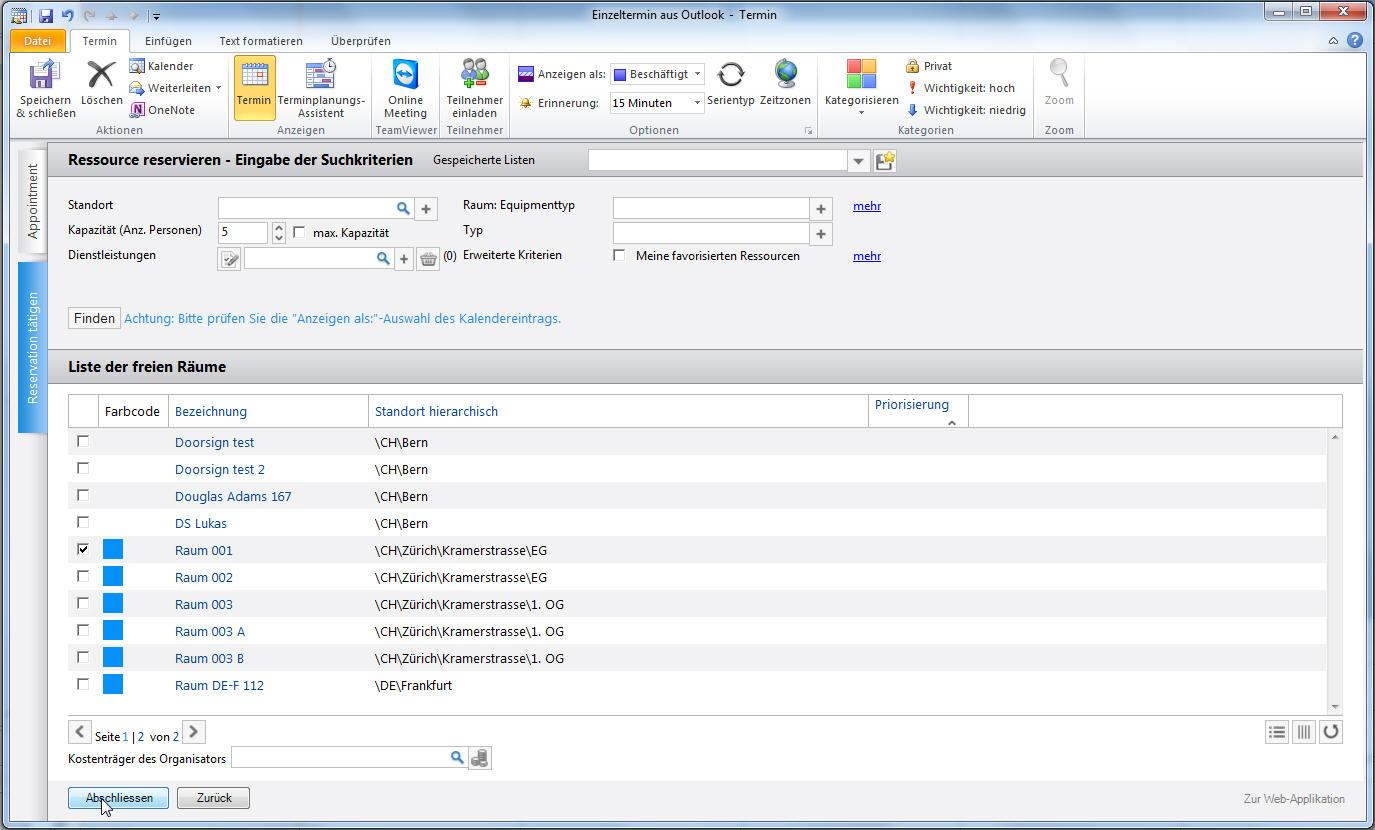 Einzeltermin aus Outlook - Termin
Datei Termin Einfügen Text formatieren Überprüfen
Speichern & schließen
Löschen
Kalender
Weiterleiten
OneNote
Aktionen
Termin
Terminplanungs-Assistent
Anzeigen
Online Meeting
TeamViewer
Teilnehmer einladen
Teilnehmer
Anzeigen als: Beschäftigt
Erinnerung: 15 Minuten
Serientyp
Zeitzonen
Optionen
Kategorisieren
Privat
Wichtigkeit: hoch
Wichtigkeit: niedrig
Kategorien
Zoom
Zoom
Appointment
Reservation tätigen
Ressource reservieren - Eingabe der Suchkriterien Gespeicherte Listen
Standort Raum: Equipmenttyp mehr
Kapazität (Anz. Personen) 5 max. Kapazität Typ
Dienstleistungen (0) Erweiterte Kriterien Meine favorisierten Ressourcen mehr
Finden Achtung: Bitte prüfen Sie die "Anzeigen als:"-Auswahl des Kalendereintrags.
Liste der freien Räume
Farbcode Bezeichnung Standort hierarchisch Priorisierung
Doorsign test \CH\Bern
Doorsign test 2 \CH\Bern
Douglas Adams 167 \CH\Bern
DS Lukas \CH\Bern
Raum 001 \CH\Zürich\Kramerstrasse\EG
Raum 002 \CH\Zürich\Kramerstrasse\EG
Raum 003 \CH\Zürich\Kramerstrasse\1. OG
Raum 003 A \CH\Zürich\Kramerstrasse\1. OG
Raum 003 B \CH\Zürich\Kramerstrasse\1. OG
Raum DE-F 112 \DE\Frankfurt
Seite 1 | 2 von 2
Kostenträger des Organisators
Abschliessen Zurück Zur Web-Applikation